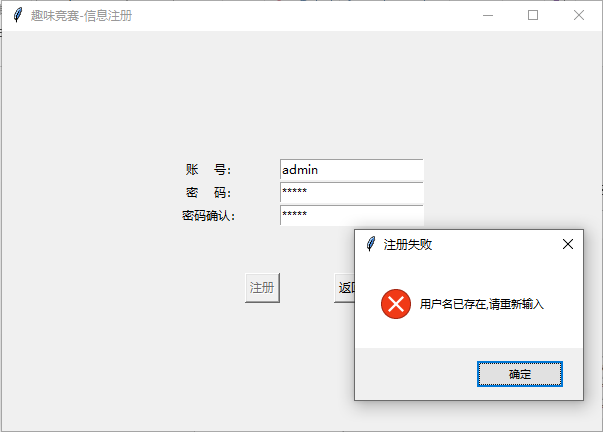 趣味竞赛-信息注册
账 号:
admin
密 码:
*****
密码确认:
*****
注册
返回
注册失败
用户名已存在,请重新输入
确定